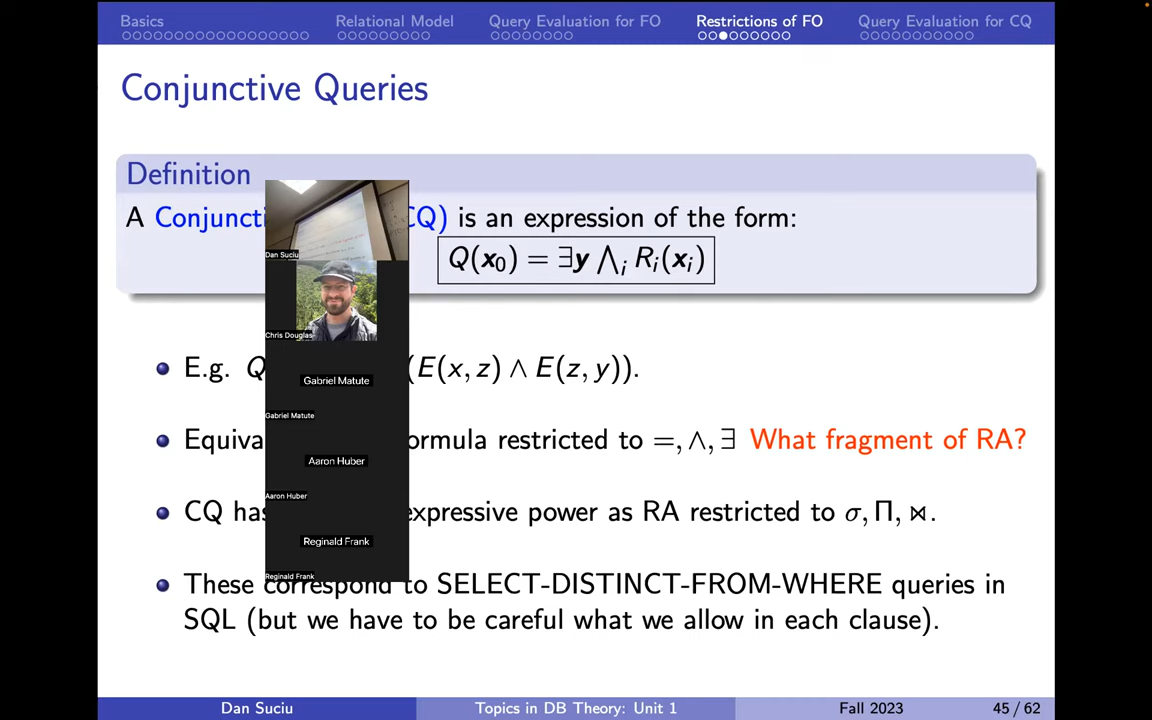 Basics Relational Model Query Evaluation for FO Restrictions of FO Query Evaluation for CQ
Conjunctive Queries
Definition
A Conjuncti CQ) is an expression of the form:
Q(x₀) = ∃y ⋀ᵢ Rᵢ(xᵢ)
E.g. Q (E(x, z) ∧ E(z, y)).
Equiva ormula restricted to =, ∧, ∃ What fragment of RA?
CQ has expressive power as RA restricted to σ, Π, ⋈.
These correspond to SELECT-DISTINCT-FROM-WHERE queries in
SQL (but we have to be careful what we allow in each clause).
Dan Suciu
Chris Douglas
Gabriel Matute
Gabriel Matute
Aaron Huber
Aaron Huber
Reginald Frank
Reginald Frank
Dan Suciu Topics in DB Theory: Unit 1 Fall 2023 45 / 62